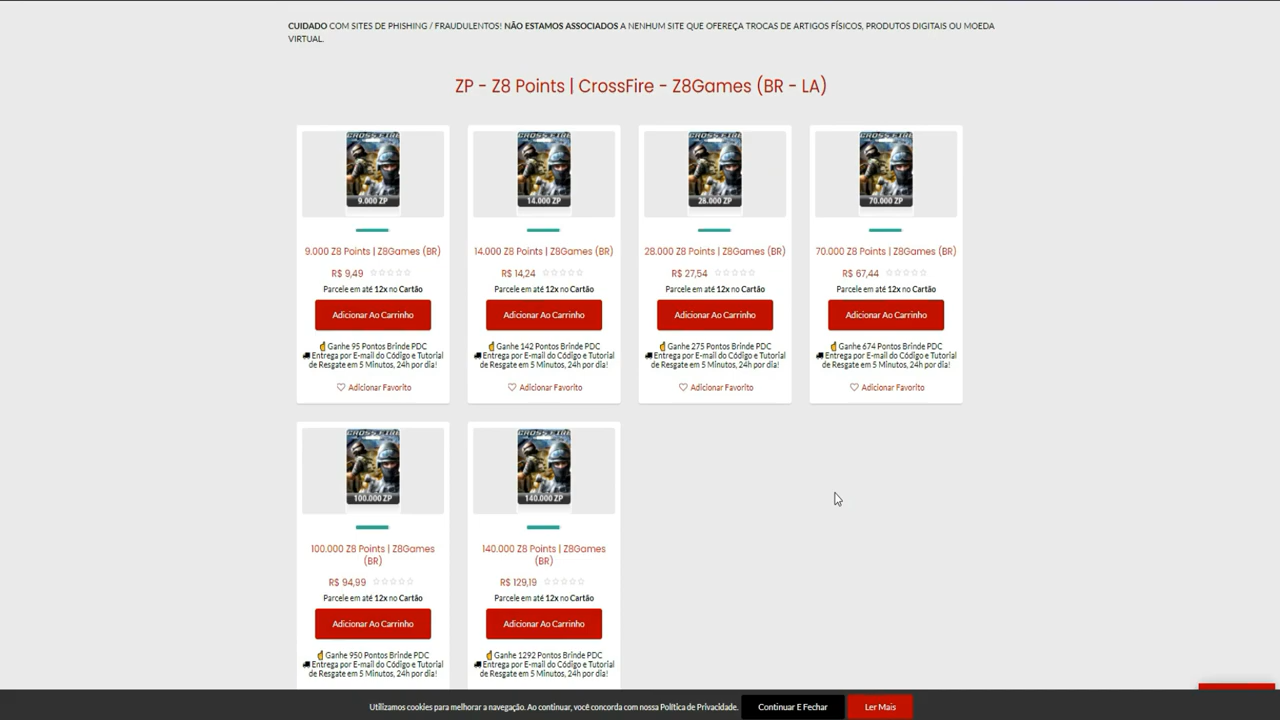 CUIDADO COM SITES DE PHISHING / FRAUDULENTOS! NÃO ESTAMOS ASSOCIADOS A NENHUM SITE QUE OFEREÇA TROCAS DE ARTIGOS FÍSICOS, PRODUTOS DIGITAIS OU MOEDA
VIRTUAL.
ZP - Z8 Points | CrossFire - Z8Games (BR - LA)
CROSSFIRE
9.000 ZP
9.000 Z8 Points | Z8Games (BR)
R$ 9,49
Parcele em até 12x no Cartão
Adicionar Ao Carrinho
Ganhe 95 Pontos Brinde PDC
Entrega por E-mail do Código e Tutorial
de Resgate em 5 Minutos, 24h por dia!
Adicionar Favorito
CROSSFIRE
14.000 ZP
14.000 Z8 Points | Z8Games (BR)
R$ 14,24
Parcele em até 12x no Cartão
Adicionar Ao Carrinho
Ganhe 142 Pontos Brinde PDC
Entrega por E-mail do Código e Tutorial
de Resgate em 5 Minutos, 24h por dia!
Adicionar Favorito
CROSSFIRE
28.000 ZP
28.000 Z8 Points | Z8Games (BR)
R$ 27,54
Parcele em até 12x no Cartão
Adicionar Ao Carrinho
Ganhe 275 Pontos Brinde PDC
Entrega por E-mail do Código e Tutorial
de Resgate em 5 Minutos, 24h por dia!
Adicionar Favorito
CROSSFIRE
70.000 ZP
70.000 Z8 Points | Z8Games (BR)
R$ 67,44
Parcele em até 12x no Cartão
Adicionar Ao Carrinho
Ganhe 674 Pontos Brinde PDC
Entrega por E-mail do Código e Tutorial
de Resgate em 5 Minutos, 24h por dia!
Adicionar Favorito
CROSSFIRE
100.000 ZP
100.000 Z8 Points | Z8Games
(BR)
R$ 94,99
Parcele em até 12x no Cartão
Adicionar Ao Carrinho
Ganhe 950 Pontos Brinde PDC
Entrega por E-mail do Código e Tutorial
de Resgate em 5 Minutos, 24h por dia!
CROSSFIRE
140.000 ZP
140.000 Z8 Points | Z8Games
(BR)
R$ 129,19
Parcele em até 12x no Cartão
Adicionar Ao Carrinho
Ganhe 1292 Pontos Brinde PDC
Entrega por E-mail do Código e Tutorial
de Resgate em 5 Minutos, 24h por dia!
Utilizamos cookies para melhorar a navegação. Ao continuar, você concorda com nossa Política de Privacidade.
Continuar E Fechar
Ler Mais